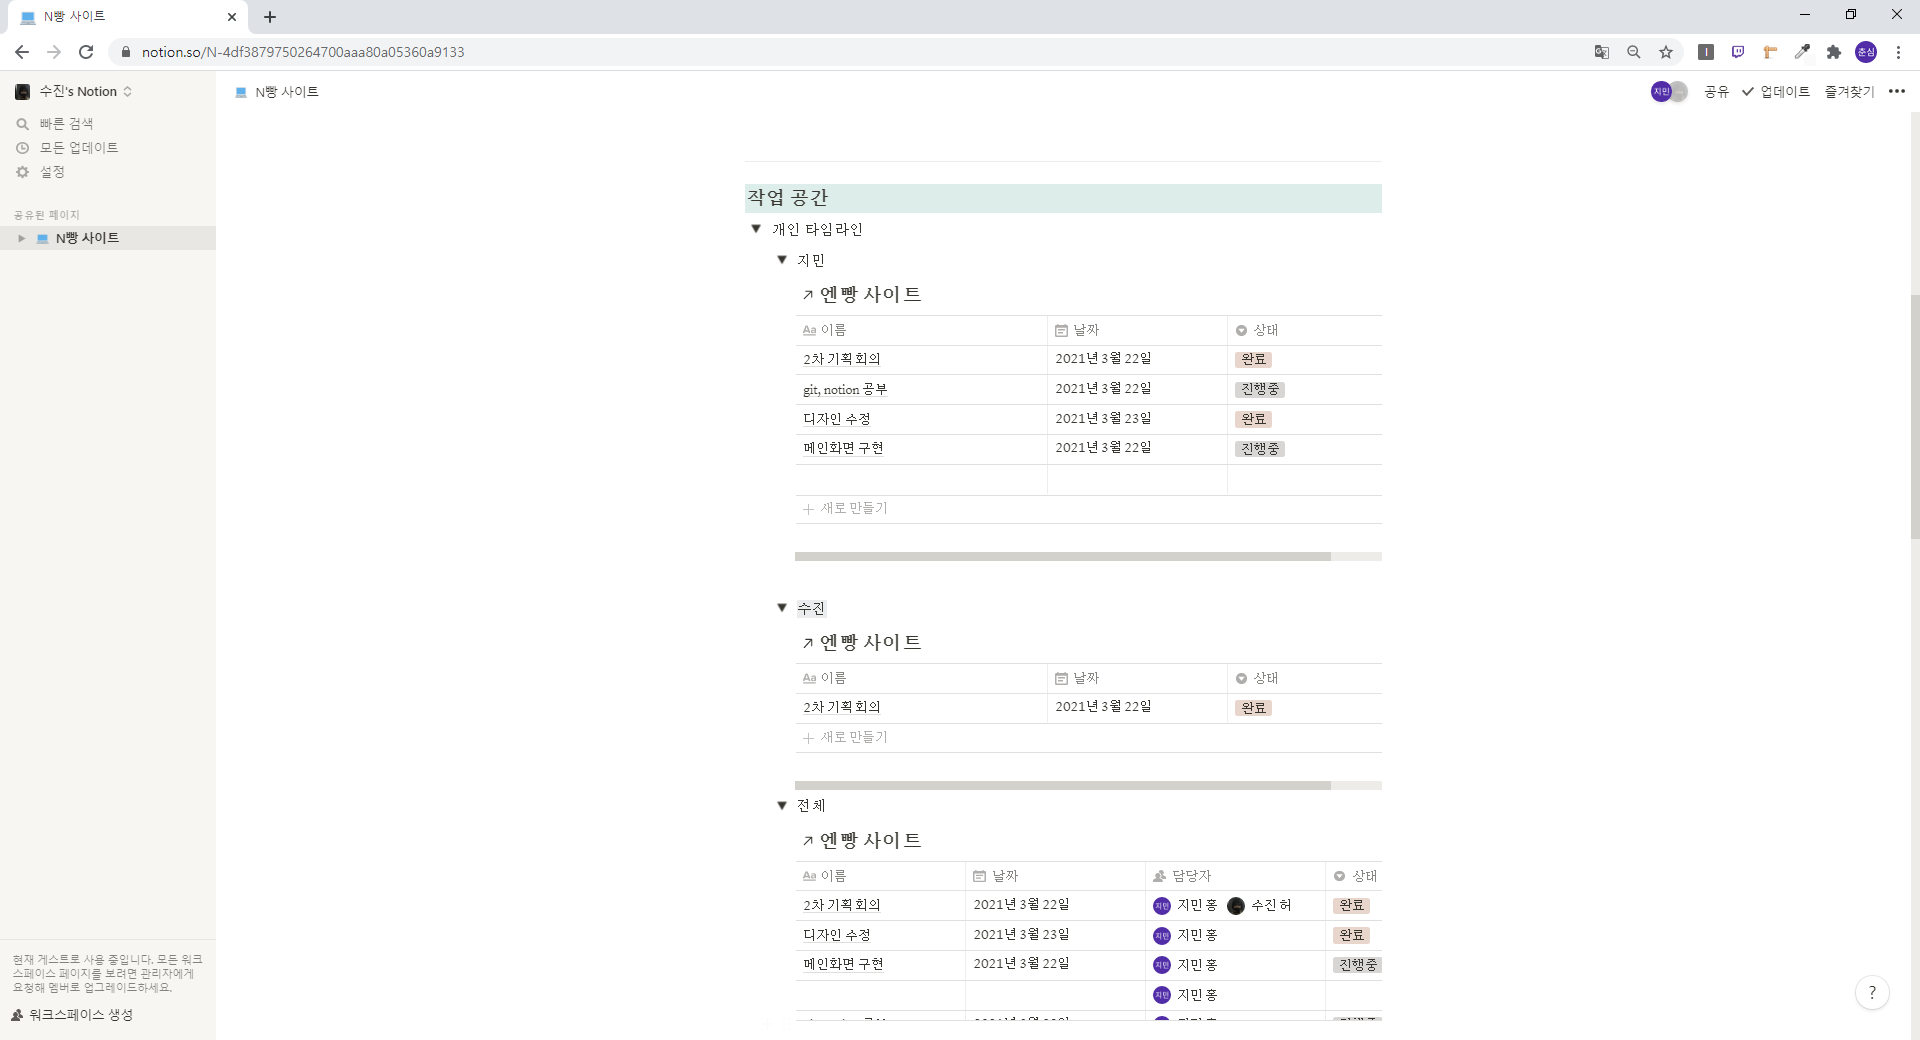 N빵 사이트
notion.so/N-4df3879750264700aaa80a05360a9133
춘심
수진's Notion
N빵 사이트
지민
공유
업데이트
즐겨찾기
빠른 검색
모든 업데이트
설정
공유된 페이지
N빵 사이트
작업 공간
개인 타임라인
지민
엔빵 사이트
Aa 이름 날짜 상태
2차 기획 회의 2021년 3월 22일 완료
git, notion 공부 2021년 3월 22일 진행중
디자인 수정 2021년 3월 23일 완료
메인화면 구현 2021년 3월 22일 진행중
새로 만들기
수진
엔빵 사이트
Aa 이름 날짜 상태
2차 기획 회의 2021년 3월 22일 완료
새로 만들기
전체
엔빵 사이트
Aa 이름 날짜 담당자 상태
2차 기획 회의 2021년 3월 22일 지민 지민 홍 수진 허 완료
디자인 수정 2021년 3월 23일 지민 지민 홍 완료
메인화면 구현 2021년 3월 22일 지민 지민 홍 진행중
지민 지민 홍
현재 게스트로 사용 중입니다. 모든 워크
스페이스 페이지를 보려면 관리자에게
요청해 멤버로 업그레이드하세요.
워크스페이스 생성
?